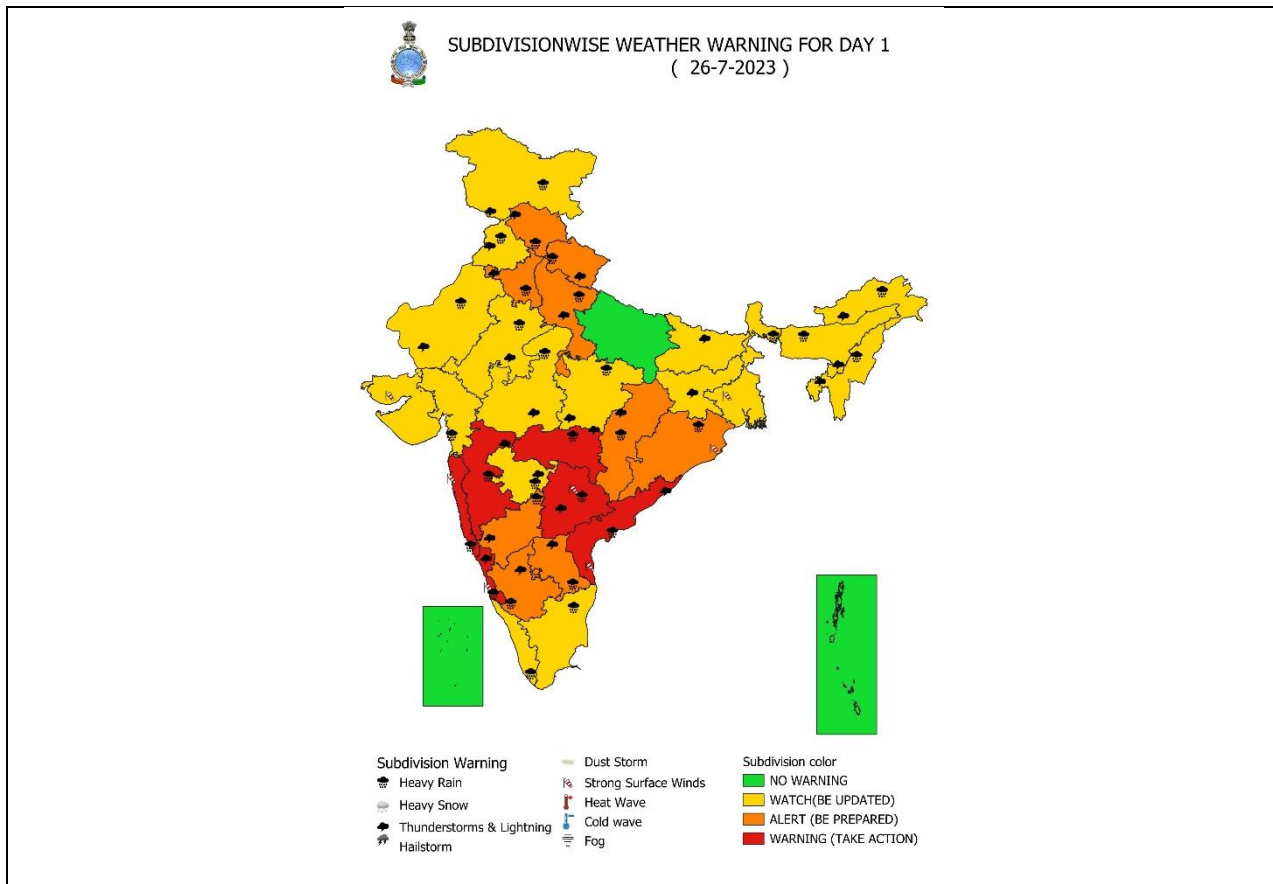 SUBDIVISIONWISE WEATHER WARNING FOR DAY 1
( 26-7-2023 )
Subdivision Warning
Heavy Rain
Heavy Snow
Thunderstorms & Lightning
Hailstorm
Dust Storm
Strong Surface Winds
Heat Wave
Cold wave
Fog
Subdivision color
NO WARNING
WATCH(BE UPDATED)
ALERT (BE PREPARED)
WARNING (TAKE ACTION)